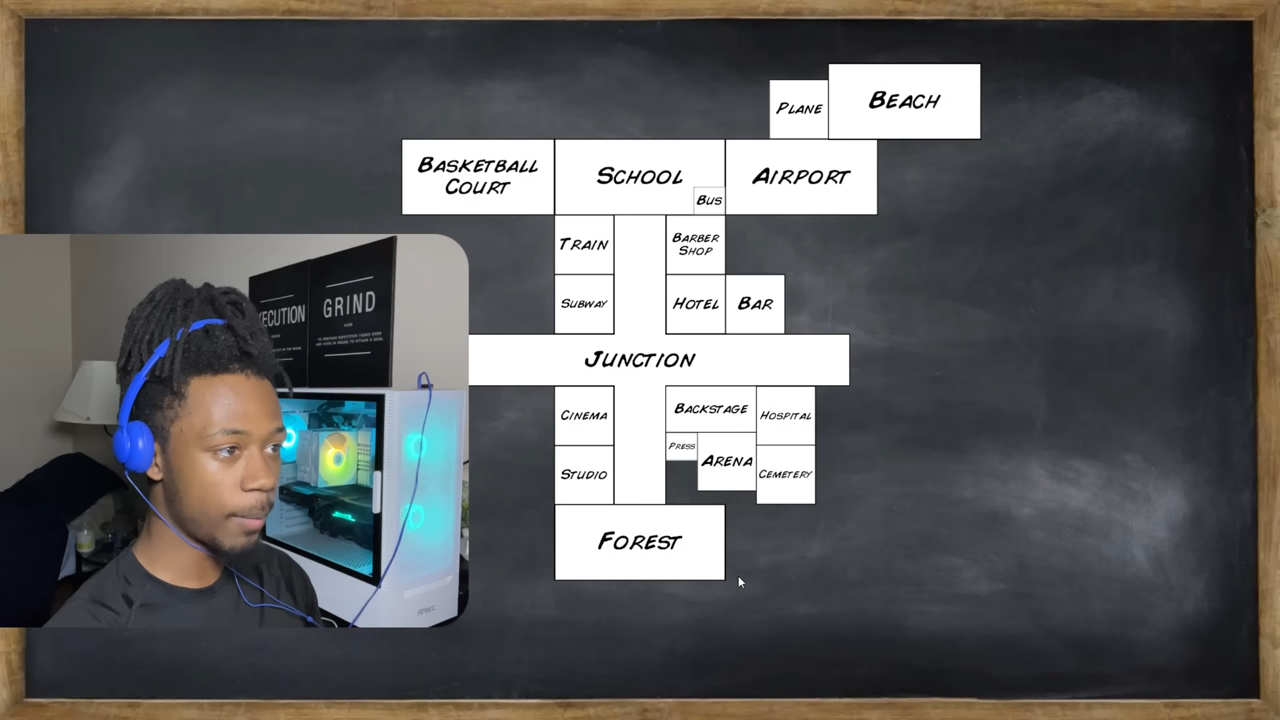 PLANE
BEACH
BASKETBALL
COURT
SCHOOL
BUS
AIRPORT
TRAIN
BARBER
SHOP
SUBWAY
HOTEL
BAR
JUNCTION
CINEMA
BACKSTAGE
HOSPITAL
PRESS
ARENA
STUDIO
CEMETERY
FOREST
ECUTION
GRIND